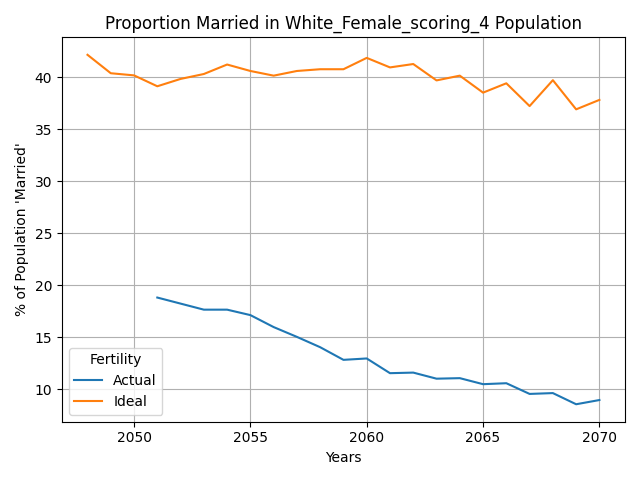 Proportion Married in White_Female_scoring_4 Population
% of Population 'Married'
40
35
30
25
20
15
10
Fertility
Actual
Ideal
2050
2055
2060
2065
2070
Years